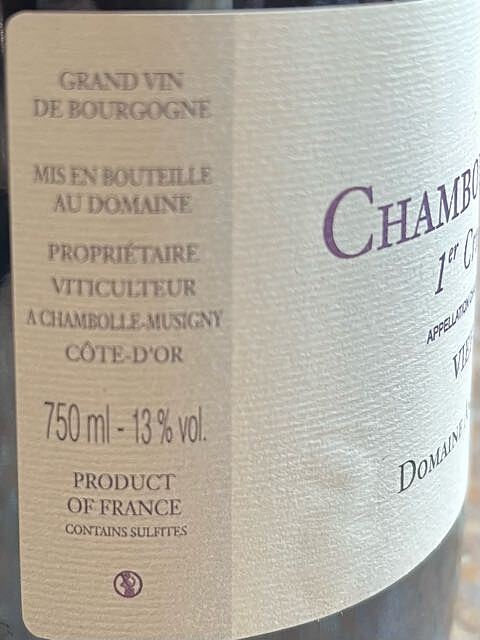 GRAND VIN
DE BOURGOGNE
MIS EN BOUTEILLE
AU DOMAINE
PROPRIÉTAIRE
VITICULTEUR
A CHAMBOLLE-MUSIGNY
CÔTE-D'OR
750 ml - 13 % vol.
PRODUCT
OF FRANCE
CONTAINS SULFITES
CHAMBO
1er C
APPELLATION
VIE
DOMAINE